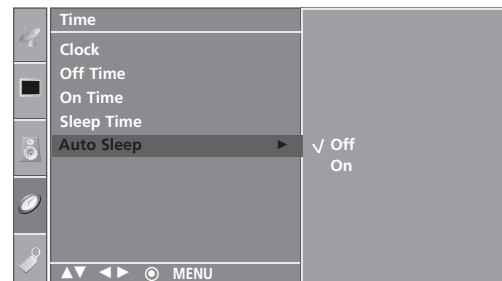 Time
Clock
Off Time
On Time
Sleep Time
Auto Sleep ► √ Off
On
▲▼ ◄► MENU